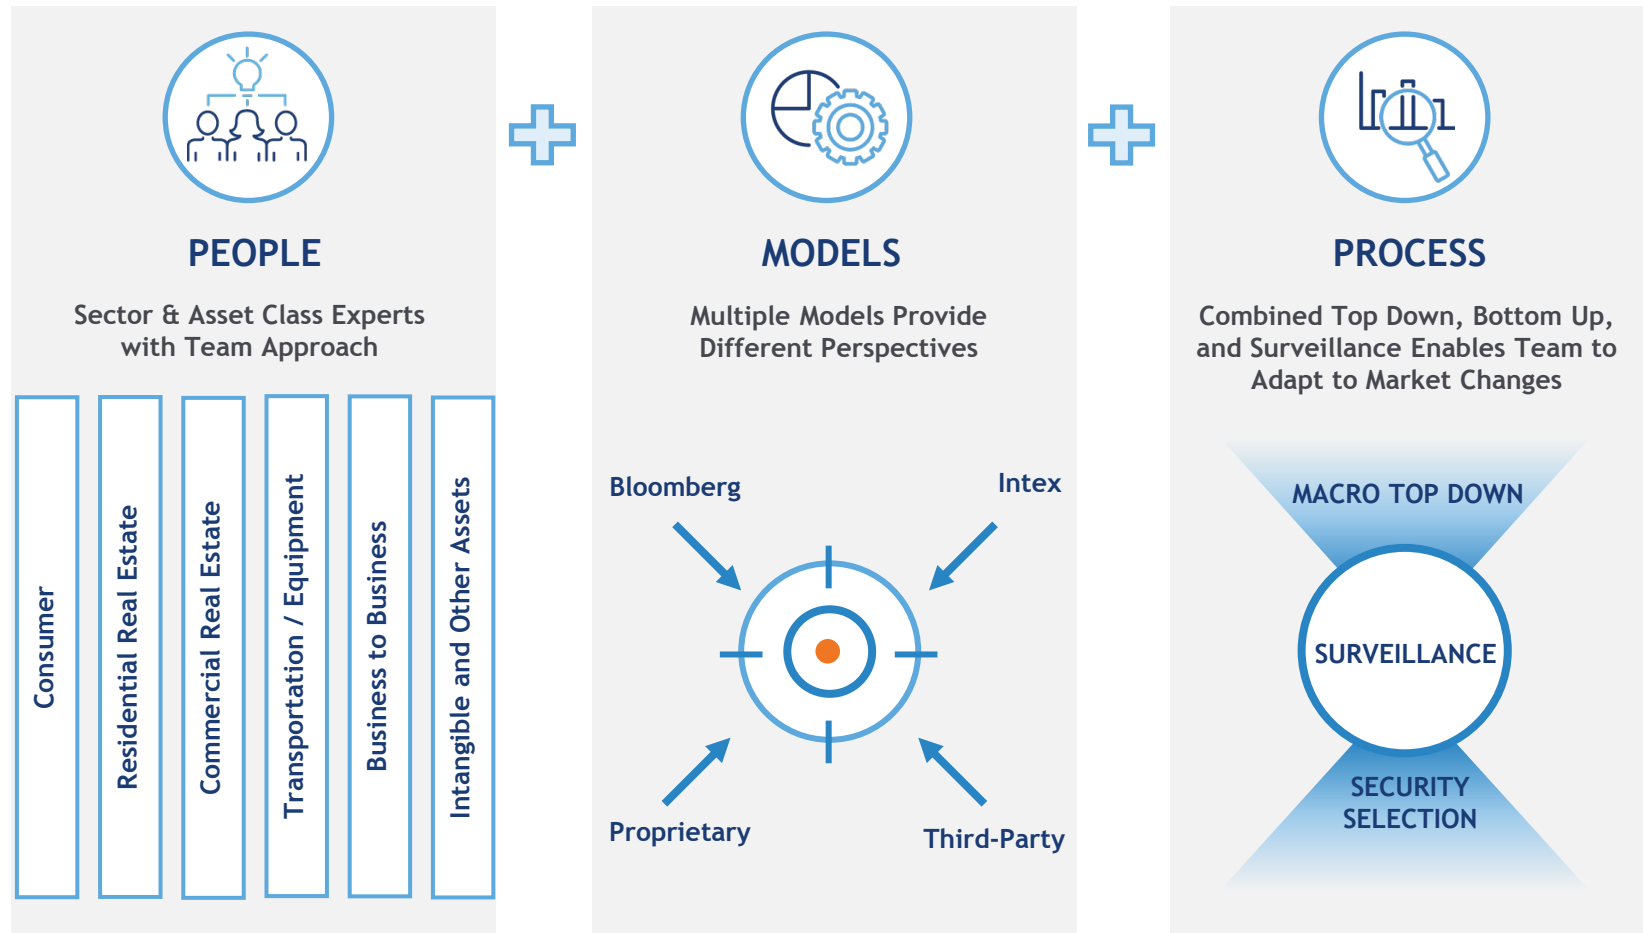 PEOPLE
Sector & Asset Class Experts
with Team Approach
Consumer
Residential Real Estate
Commercial Real Estate
Transportation / Equipment
Business to Business
Intangible and Other Assets
MODELS
Multiple Models Provide
Different Perspectives
Bloomberg
Intex
Proprietary
Third-Party
PROCESS
Combined Top Down, Bottom Up,
and Surveillance Enables Team to
Adapt to Market Changes
MACRO TOP DOWN
SURVEILLANCE
SECURITY
SELECTION